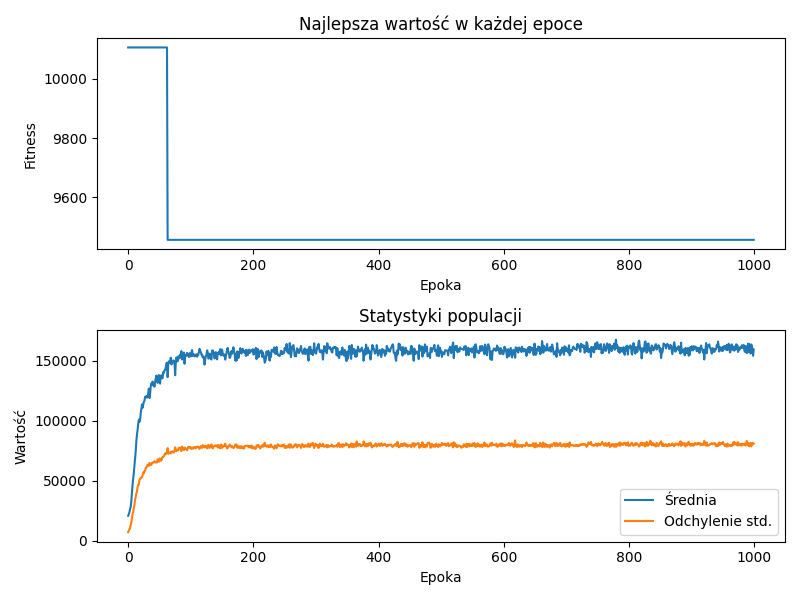 Najlepsza wartość w każdej epoce
10000
9800
9600
Fitness
0 200 400 600 800 1000
Epoka
Statystyki populacji
150000
100000
50000
0
Wartość
Średnia
Odchylenie std.
0 200 400 600 800 1000
Epoka